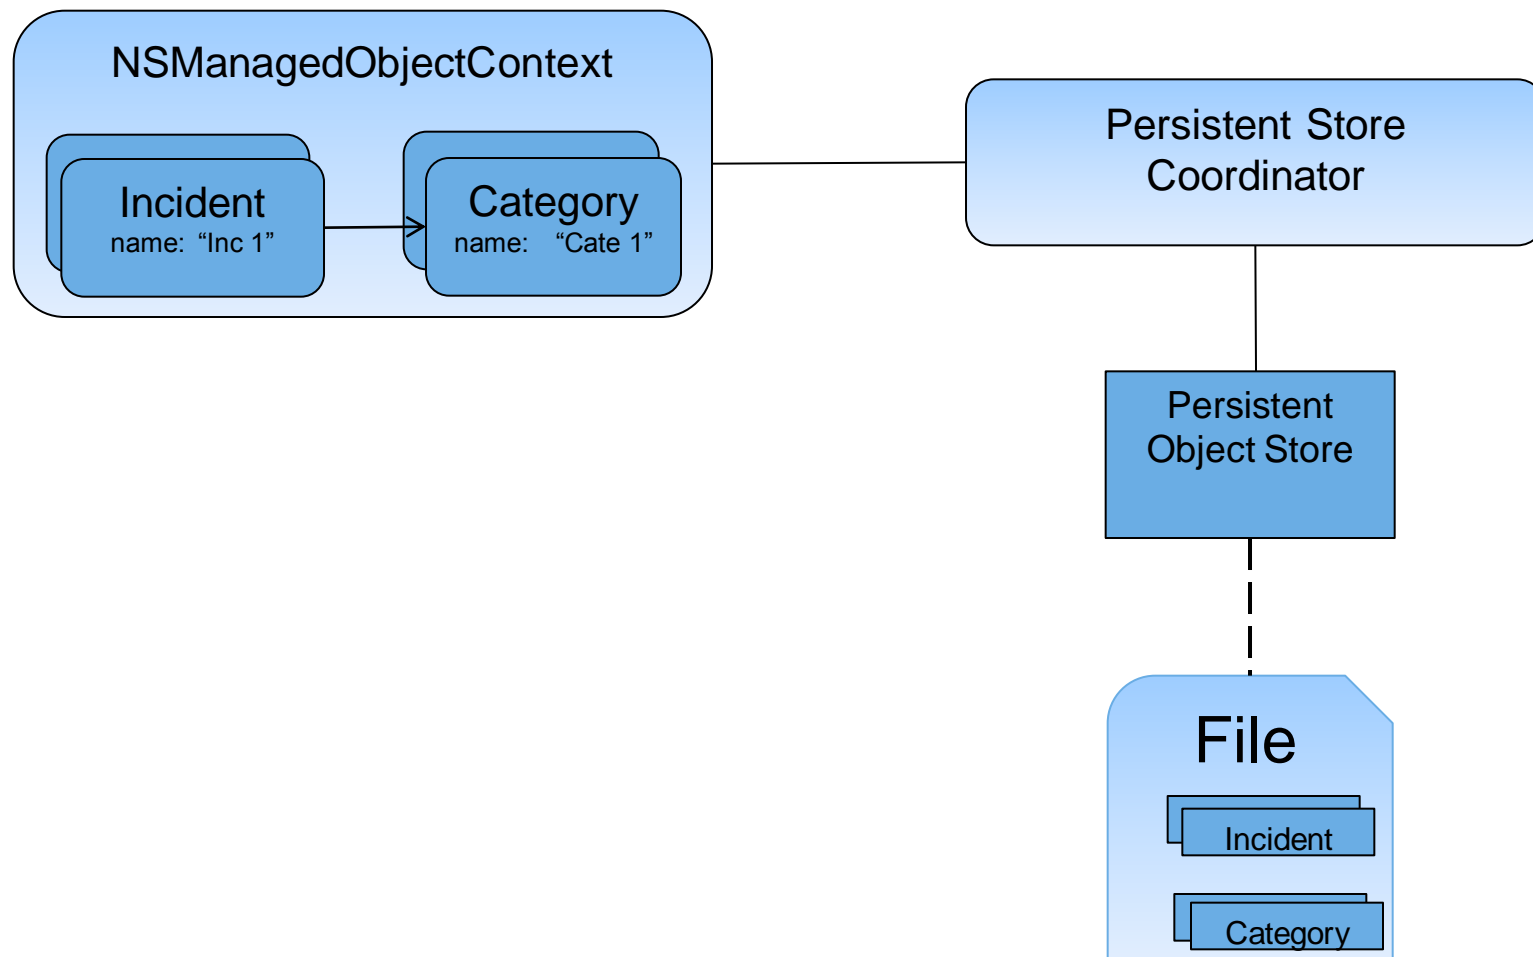 NSManagedObjectContext
Incident
name: “Inc 1”
Category
name: “Cate 1”
Persistent Store
Coordinator
Persistent
Object Store
File
Incident
Category